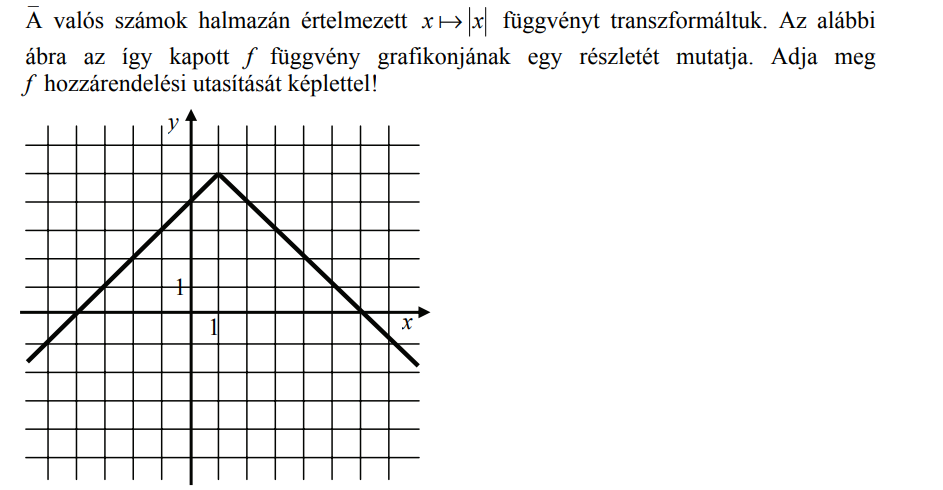 A valós számok halmazán értelmezett x ↦ |x| függvényt transzformáltuk. Az alábbi
ábra az így kapott f függvény grafikonjának egy részletét mutatja. Adja meg
f hozzárendelési utasítását képlettel!
y
1
1
x